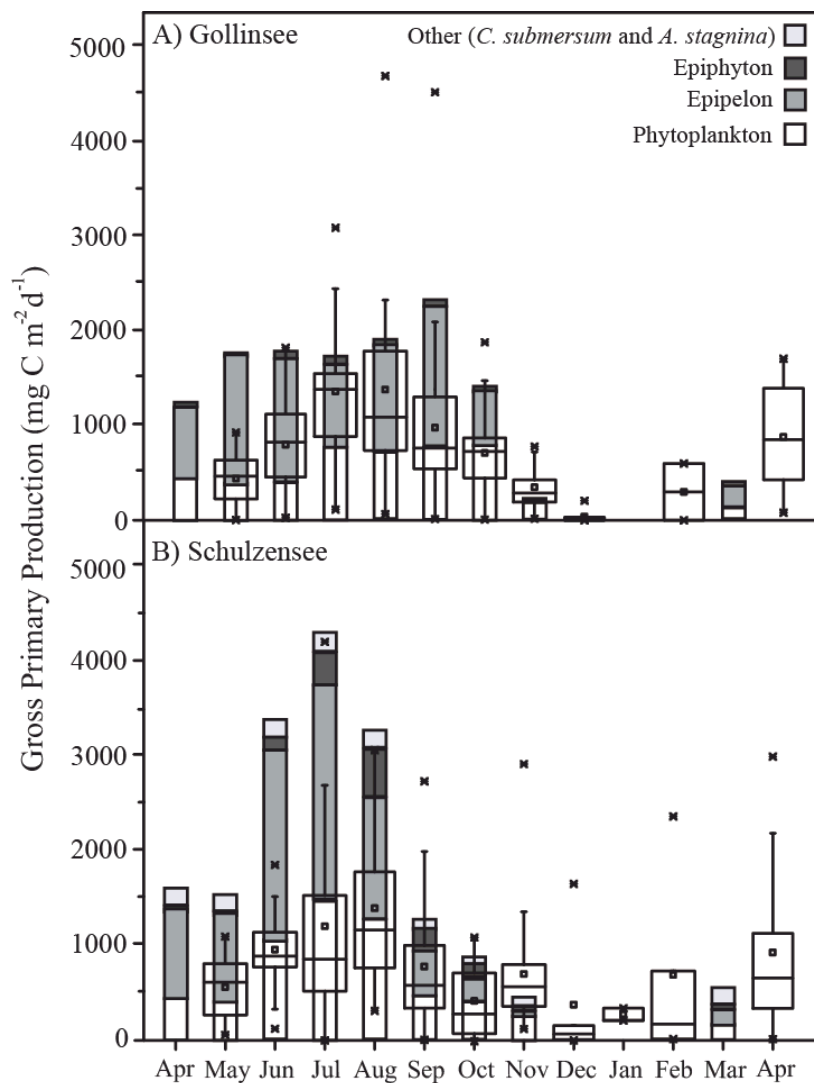 Gross Primary Production (mg C m⁻² d⁻¹)
A) Gollinsee
Other (C. submersum and A. stagnina)
Epiphyton
Epipelon
Phytoplankton
5000
4000
3000
2000
1000
0
B) Schulzensee
5000
4000
3000
2000
1000
0
Apr May Jun Jul Aug Sep Oct Nov Dec Jan Feb Mar Apr